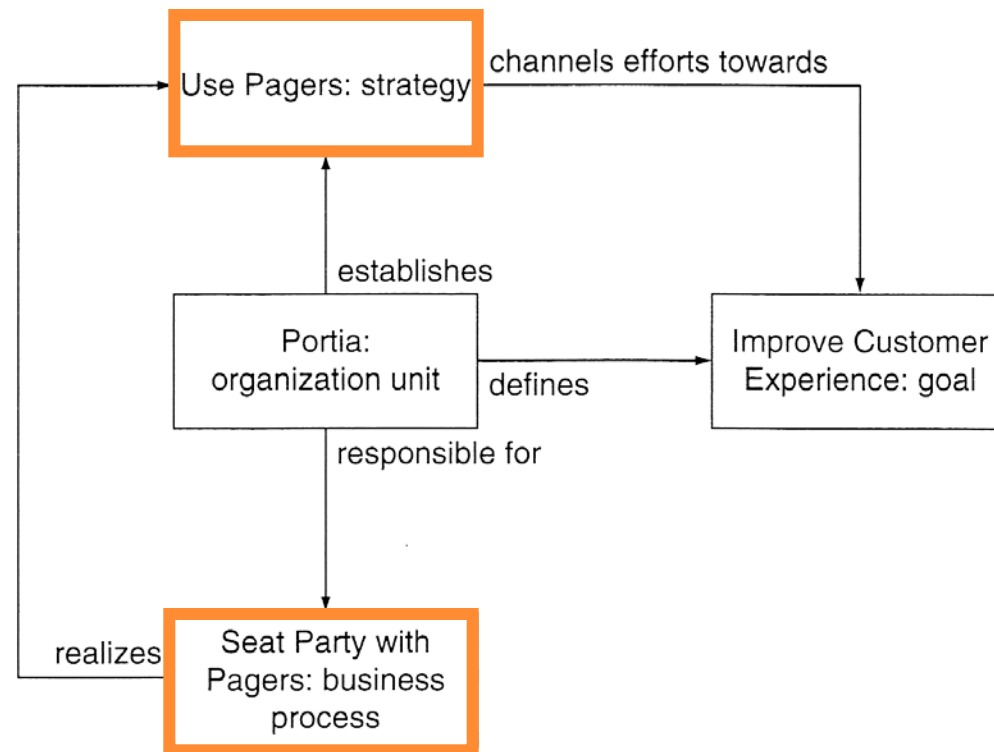 channels efforts towards
Use Pagers: strategy
establishes
Portia:
organization unit
defines
Improve Customer
Experience: goal
responsible for
realizes
Seat Party with
Pagers: business
process